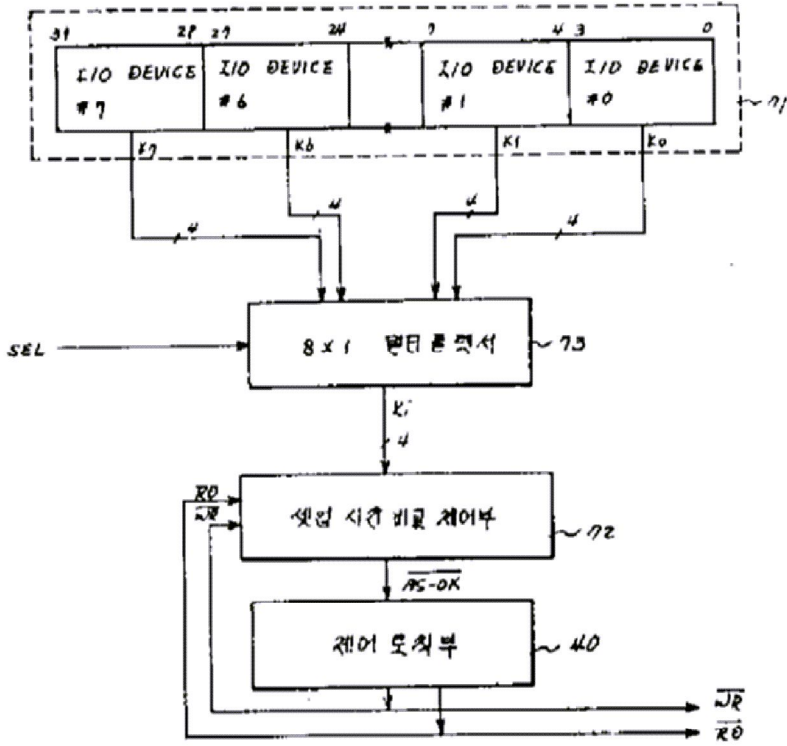 31 28 27 24 7 4 3 0
I/O DEVICE #7
I/O DEVICE #6
I/O DEVICE #1
I/O DEVICE #0
71
K7 K6 K1 K0
4 4 4 4
SEL
8 x 1 멀티플렉서
73
Ki
4
RD
WR
셋업 시간 비교 제어부
72
AS-OK
제어 로직부
40
WR
RD